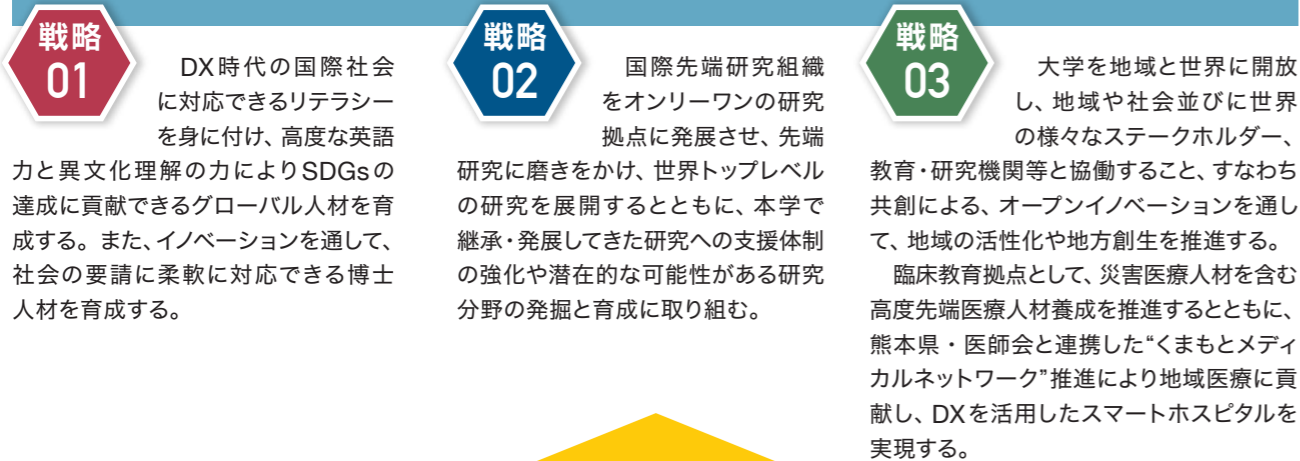 戦略
01
DX時代の国際社会
に対応できるリテラシー
を身に付け、高度な英語
力と異文化理解の力によりSDGsの
達成に貢献できるグローバル人材を育
成する。また、イノベーションを通して、
社会の要請に柔軟に対応できる博士
人材を育成する。
戦略
02
国際先端研究組織
をオンリーワンの研究
拠点に発展させ、先端
研究に磨きをかけ、世界トップレベル
の研究を展開するとともに、本学で
継承・発展してきた研究への支援体制
の強化や潜在的な可能性がある研究
分野の発掘と育成に取り組む。
戦略
03
大学を地域と世界に開放
し、地域や社会並びに世界
の様々なステークホルダー、
教育・研究機関等と協働すること、すなわち
共創による、オープンイノベーションを通し
て、地域の活性化や地方創生を推進する。
臨床教育拠点として、災害医療人材を含む
高度先端医療人材養成を推進するとともに、
熊本県・医師会と連携した“くまもとメディ
カルネットワーク”推進により地域医療に貢
献し、DXを活用したスマートホスピタルを
実現する。